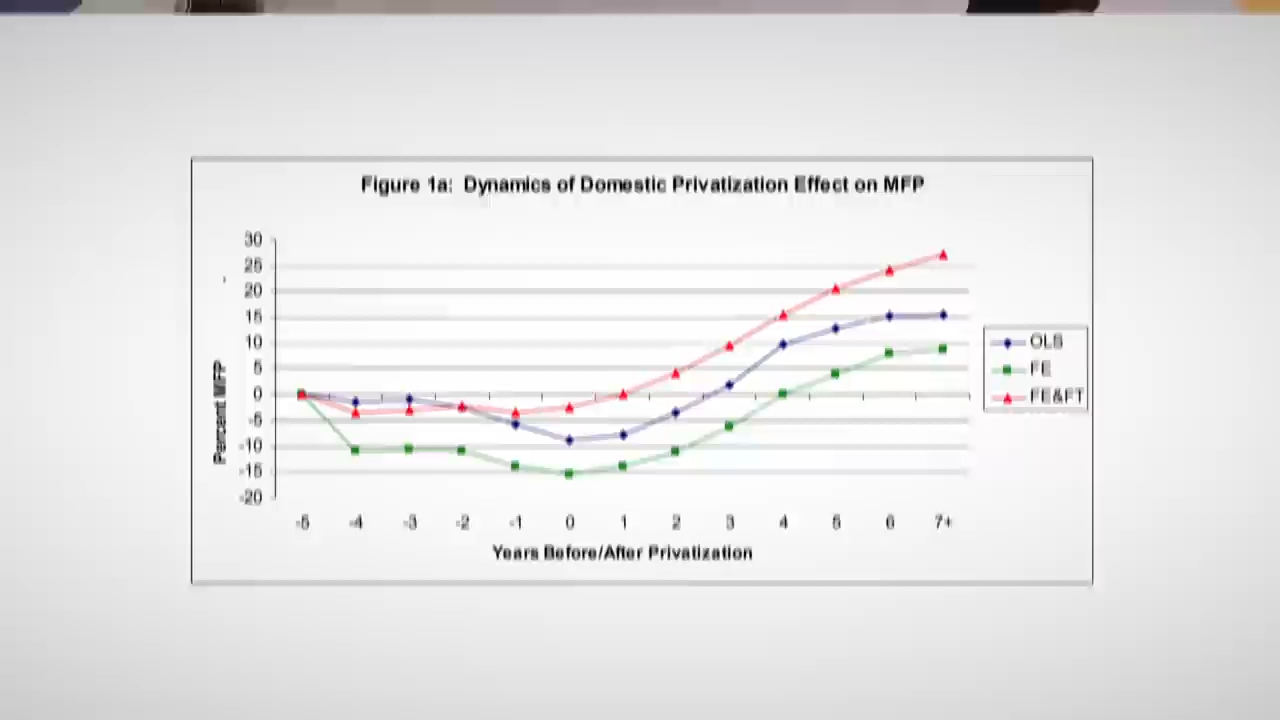 Figure 1a: Dynamics of Domestic Privatization Effect on MFP
30
25
20
15
10
5
0
-5
-10
-15
-20
Percent MFP
-5 -4 -3 -2 -1 0 1 2 3 4 5 6 7+
Years Before/After Privatization
OLS
FE
FE&FT